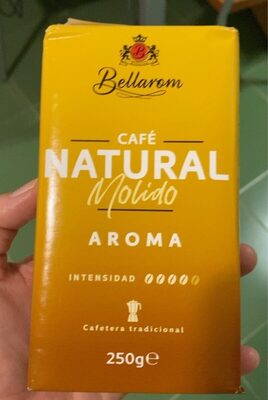 B
Bellarom
CAFÉ
NATURAL
Molido
AROMA
INTENSIDAD
Cafetera tradicional
250g℮